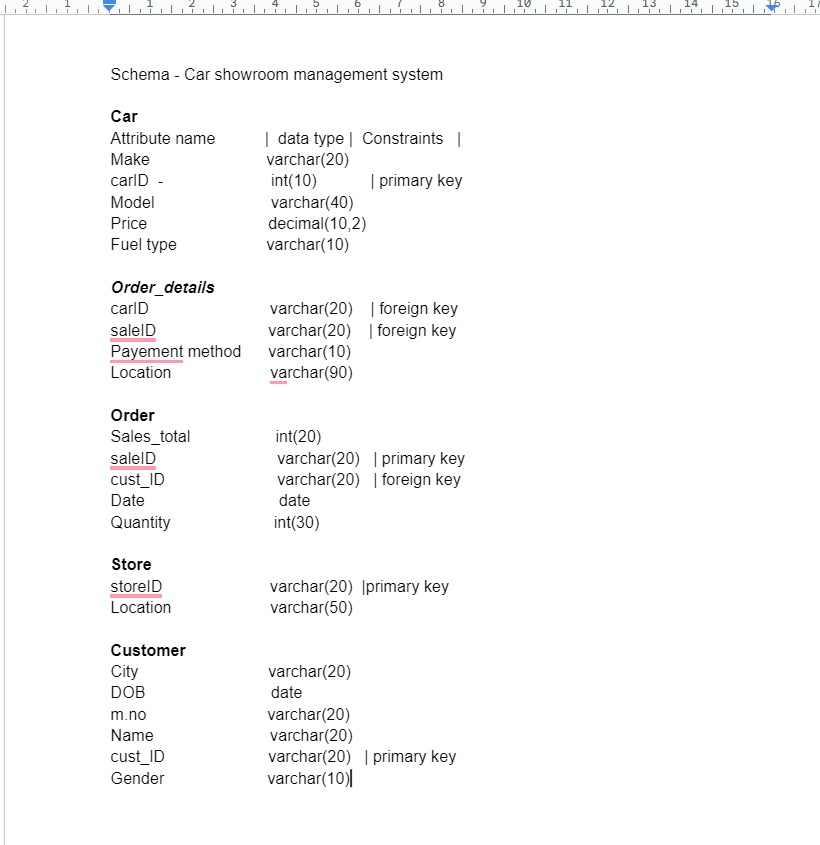 2 1 1 2 3 4 5 6 7 8 9 10 11 12 13 14 15 16 17
Schema - Car showroom management system
Car
Attribute name | data type | Constraints |
Make varchar(20)
carID - int(10) | primary key
Model varchar(40)
Price decimal(10,2)
Fuel type varchar(10)
Order_details
carID varchar(20) | foreign key
saleID varchar(20) | foreign key
Payement method varchar(10)
Location varchar(90)
Order
Sales_total int(20)
saleID varchar(20) | primary key
cust_ID varchar(20) | foreign key
Date date
Quantity int(30)
Store
storeID varchar(20) |primary key
Location varchar(50)
Customer
City varchar(20)
DOB date
m.no varchar(20)
Name varchar(20)
cust_ID varchar(20) | primary key
Gender varchar(10)